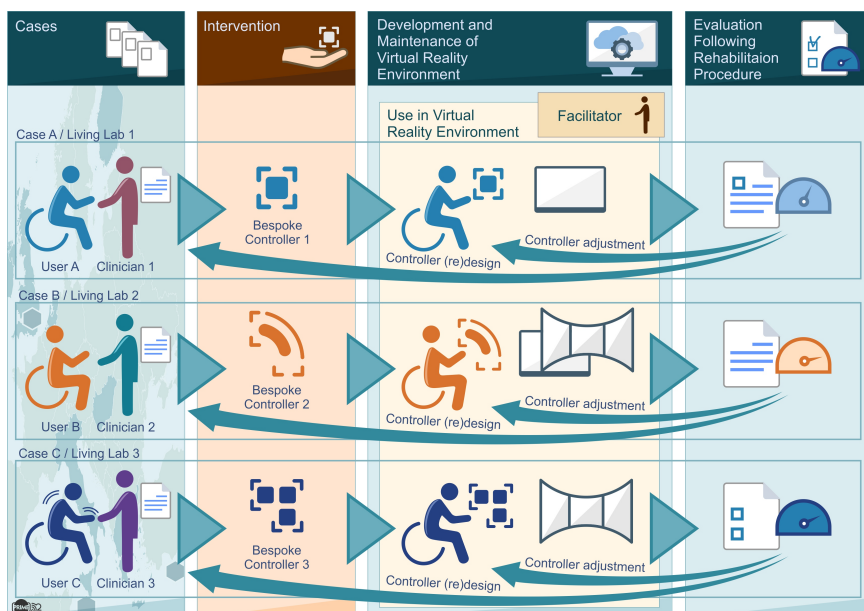 Cases
Intervention
Development and
Maintenance of
Virtual Reality
Environment
Evaluation
Following
Rehabilitaion
Procedure
Use in Virtual
Reality Environment
Facilitator
Case A / Living Lab 1
User A
Clinician 1
Bespoke
Controller 1
Controller (re)design
Controller adjustment
Case B / Living Lab 2
User B
Clinician 2
Bespoke
Controller 2
Controller (re)design
Controller adjustment
Case C / Living Lab 3
User C
Clinician 3
Bespoke
Controller 3
Controller (re)design
Controller adjustment